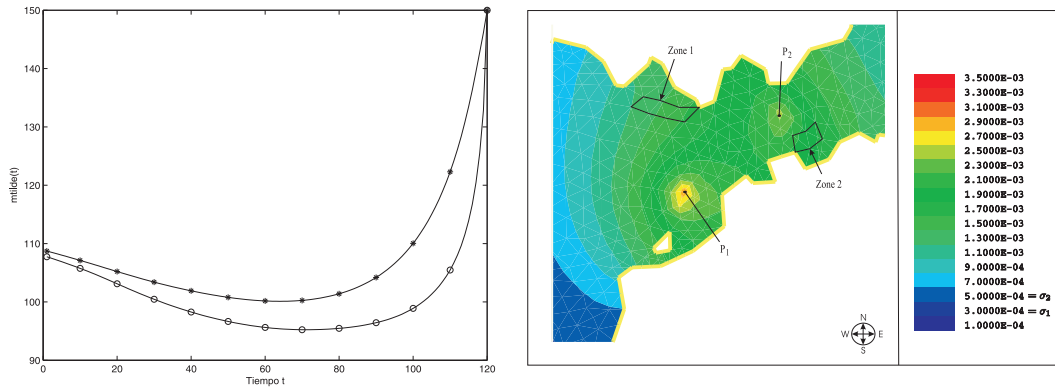 150
140
130
120
110
100
90
mtilde(t)
0
20
40
60
80
100
120
Tiempo t
Zone 1
P2
Zone 2
P1
N
W
E
S
3.5000E-03
3.3000E-03
3.1000E-03
2.9000E-03
2.7000E-03
2.5000E-03
2.3000E-03
2.1000E-03
1.9000E-03
1.7000E-03
1.5000E-03
1.3000E-03
1.1000E-03
9.0000E-04
7.0000E-04
5.0000E-04 = σ2
3.0000E-04 = σ1
1.0000E-04